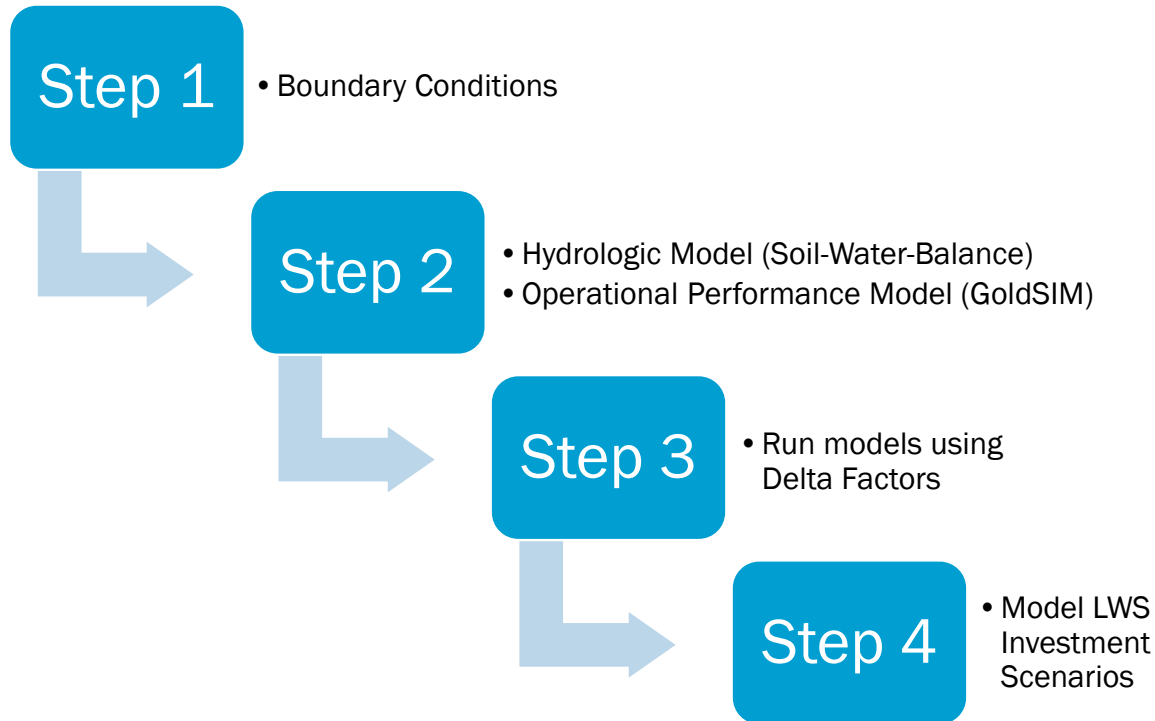 Step 1
• Boundary Conditions
Step 2
• Hydrologic Model (Soil-Water-Balance)
• Operational Performance Model (GoldSIM)
Step 3
• Run models using
Delta Factors
Step 4
• Model LWS
Investment
Scenarios